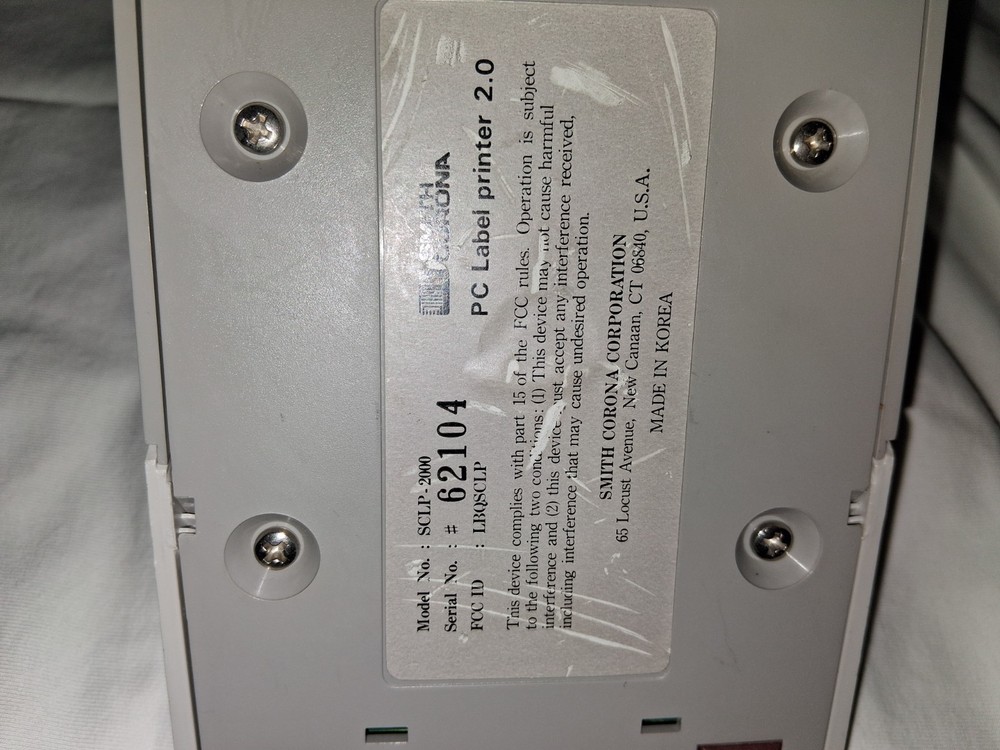 SMITH CORONA
PC Label printer 2.0
Model No. : SCLP-2000
Serial No. : # 62104
FCC ID : LBQSCLP
This device complies with part 15 of the FCC rules. Operation is subject
to the following two conditions: (1) This device may not cause harmful
interference and (2) this device must accept any interference received,
including interference that may cause undesired operation.
SMITH CORONA CORPORATION
65 Locust Avenue, New Canaan, CT 06840, U.S.A.
MADE IN KOREA